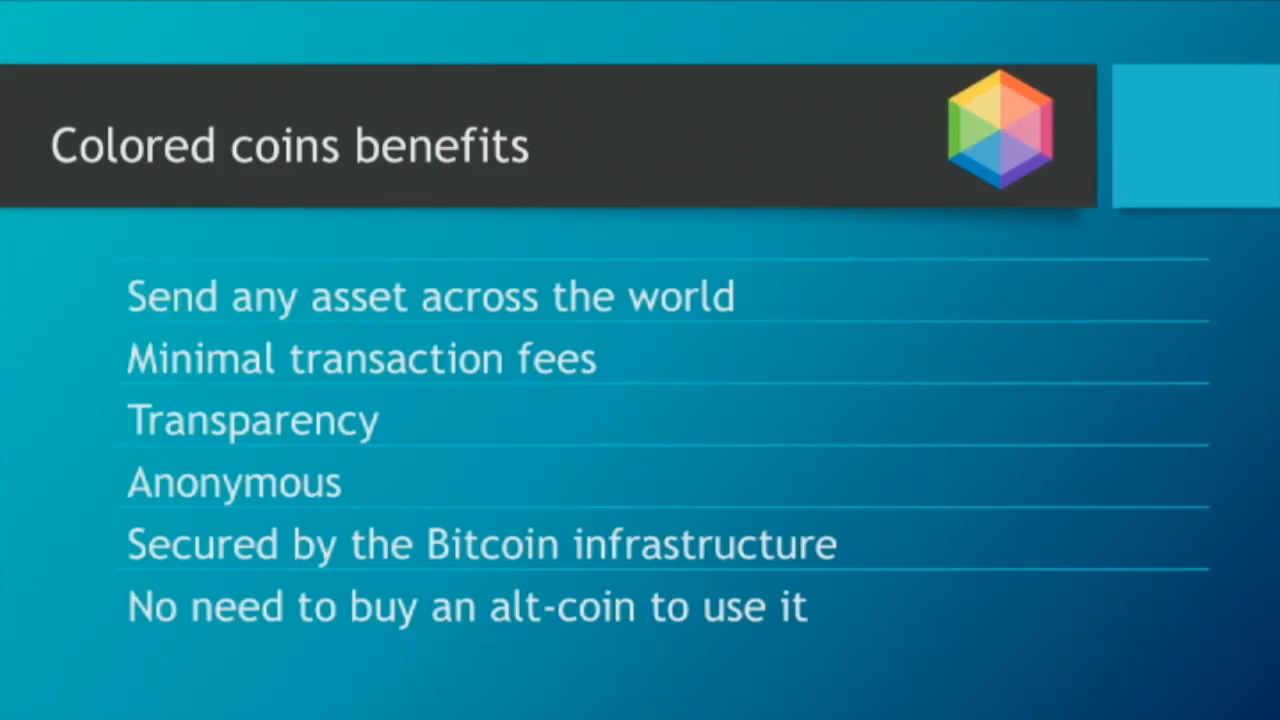 Colored coins benefits
Send any asset across the world
Minimal transaction fees
Transparency
Anonymous
Secured by the Bitcoin infrastructure
No need to buy an alt-coin to use it